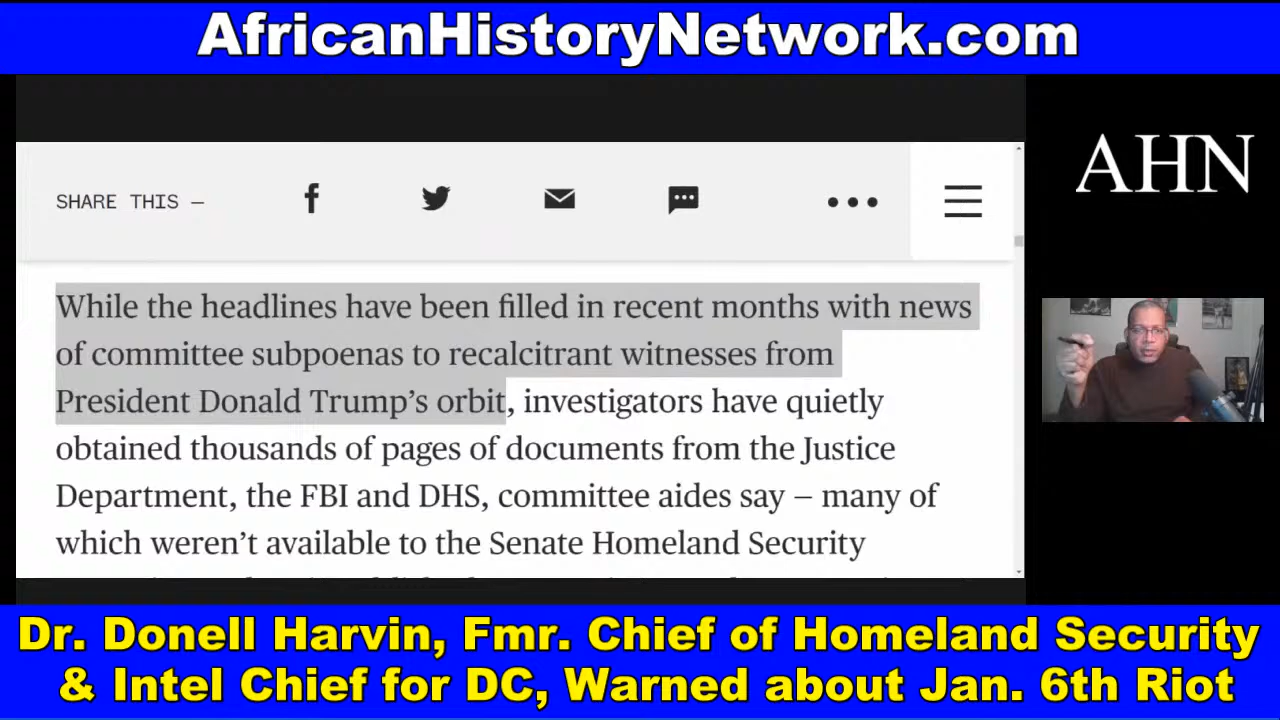 AfricanHistoryNetwork.com
AHN
SHARE THIS —
While the headlines have been filled in recent months with news
of committee subpoenas to recalcitrant witnesses from
President Donald Trump’s orbit, investigators have quietly
obtained thousands of pages of documents from the Justice
Department, the FBI and DHS, committee aides say – many of
which weren’t available to the Senate Homeland Security
Dr. Donell Harvin, Fmr. Chief of Homeland Security
& Intel Chief for DC, Warned about Jan. 6th Riot